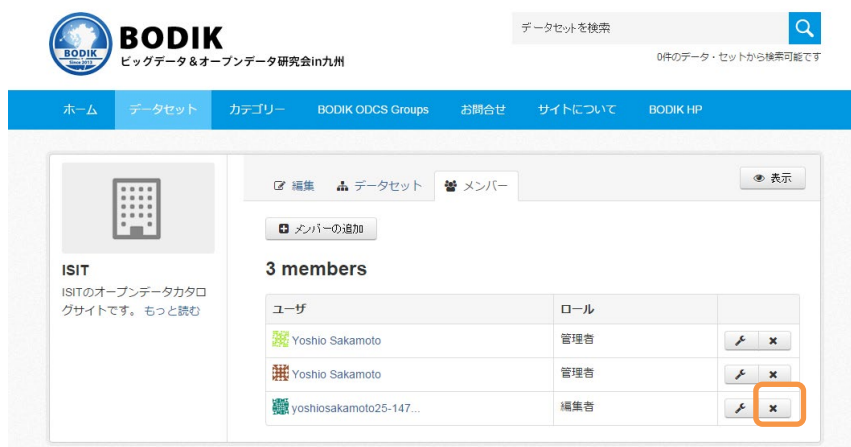 BODIK
Since 2013
BODIK
ビッグデータ&オープンデータ研究会in九州
データセットを検索
0件のデータ・セットから検索可能です
ホーム データセット カテゴリー BODIK ODCS Groups お問合せ サイトについて BODIK HP
編集 データセット メンバー 表示
メンバーの追加
3 members
ISIT
ISITのオープンデータカタロ
グサイトです。 もっと読む
ユーザ ロール
Yoshio Sakamoto 管理者
Yoshio Sakamoto 管理者
yoshiosakamoto25-147... 編集者